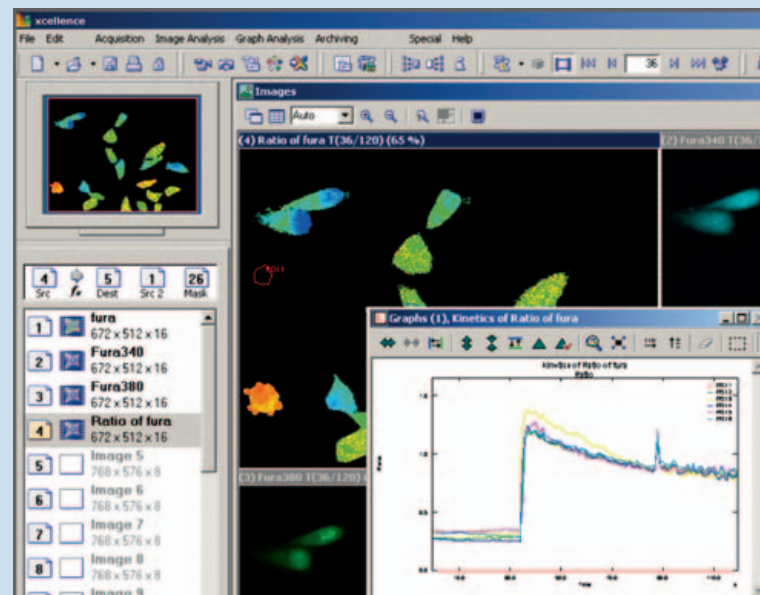 xcellence
File Edit Acquisition Image Analysis Graph Analysis Archiving Special Help
36
Images
Auto
(4) Ratio of fura T(36/120) (65 %)
(2) Fura340 T(36/
4 5 1 26
Src Dest Src 2 Mask
1 fura
672 x 512 x 16
2 Fura340
672 x 512 x 16
3 Fura380
672 x 512 x 16
4 Ratio of fura
672 x 512 x 16
5 Image 5
768 x 576 x 8
6 Image 6
768 x 576 x 8
7 Image 7
768 x 576 x 8
8 Image 8
768 x 576 x 8
Image 9
(3) Fura380 T(36/120)
Graphs (1), Kinetics of Ratio of fura
kinetics of Ratio of fura
Ratio